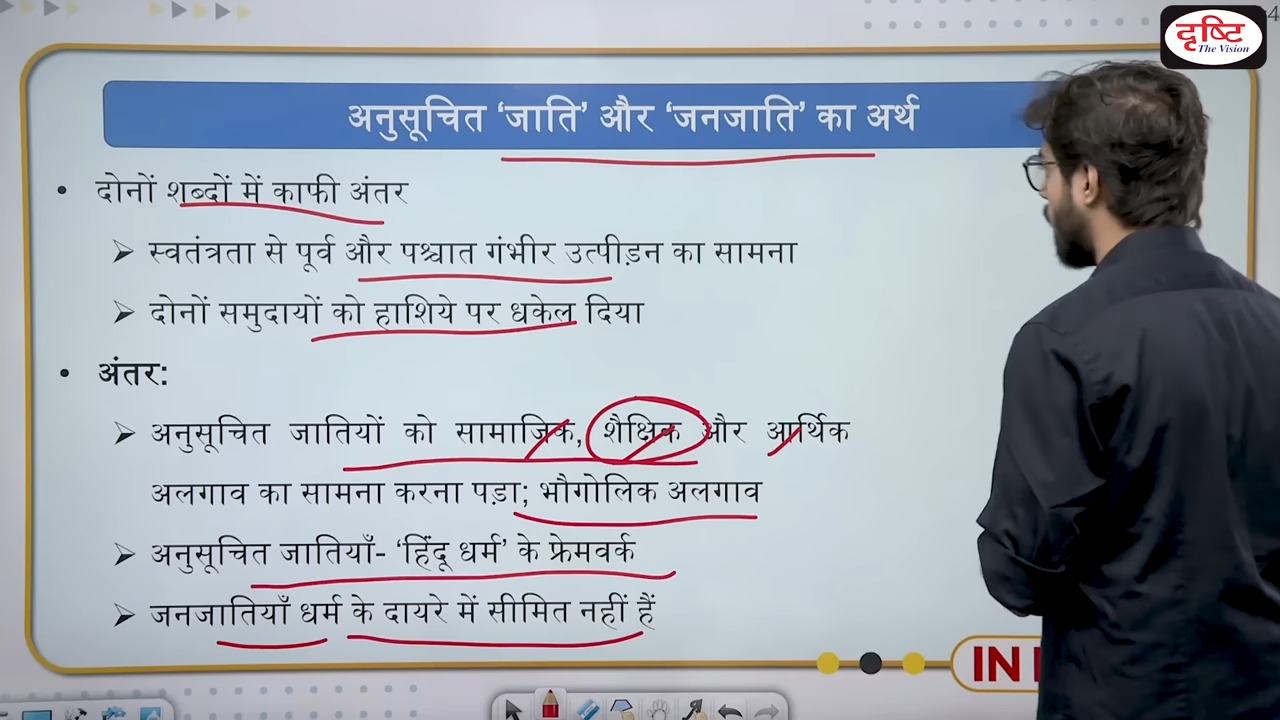 दृष्टि
The Vision
अनुसूचित ‘जाति’ और ‘जनजाति’ का अर्थ
• दोनों शब्दों में काफी अंतर
➢ स्वतंत्रता से पूर्व और पश्चात गंभीर उत्पीड़न का सामना
➢ दोनों समुदायों को हाशिये पर धकेल दिया
• अंतर:
➢ अनुसूचित जातियों को सामाजिक, शैक्षिक और आर्थिक
अलगाव का सामना करना पड़ा; भौगोलिक अलगाव
➢ अनुसूचित जातियाँ- ‘हिंदू धर्म’ के फ्रेमवर्क
➢ जनजातियाँ धर्म के दायरे में सीमित नहीं हैं
IN